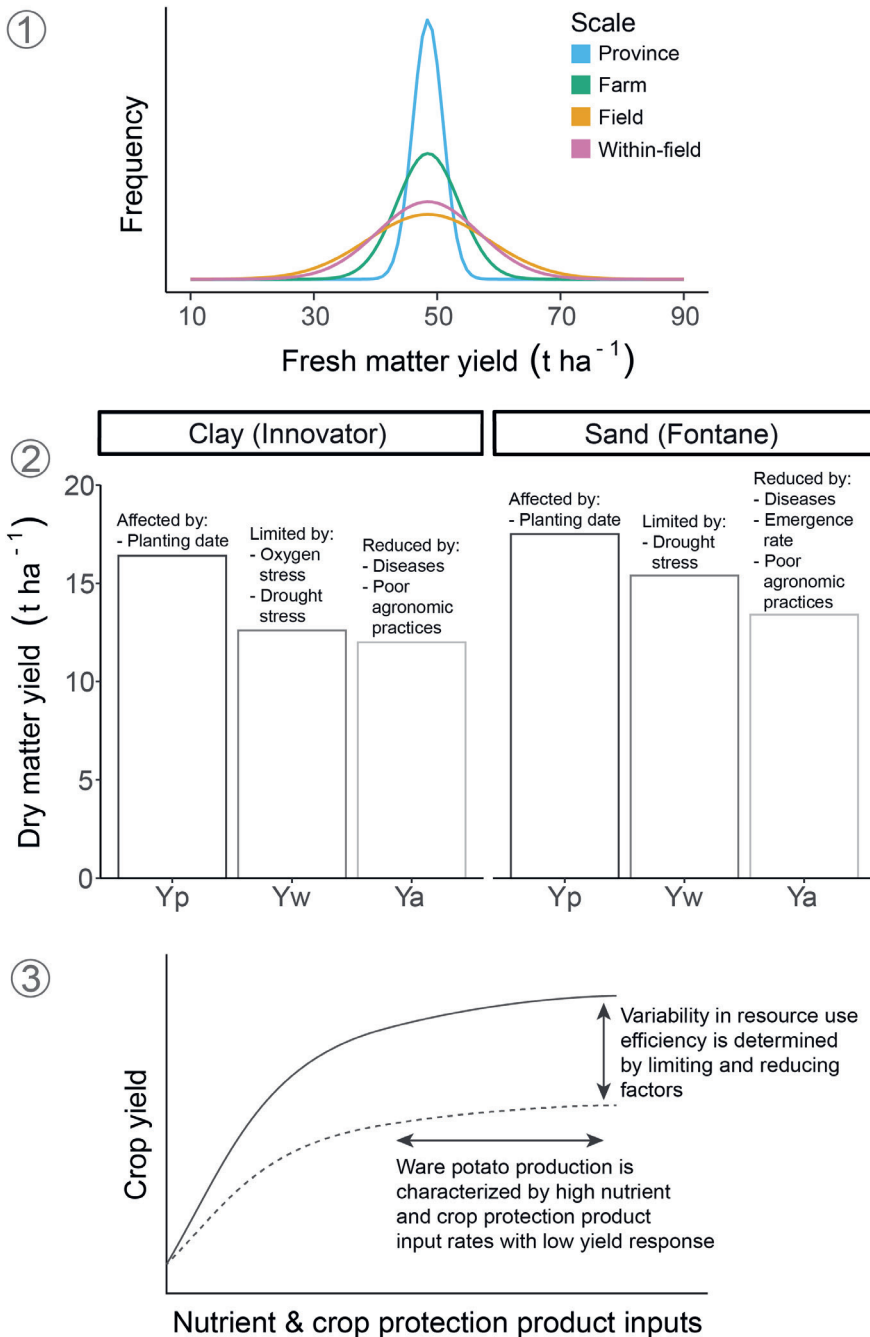 ①
Frequency
Scale
Province
Farm
Field
Within-field
10 30 50 70 90
Fresh matter yield (t ha⁻¹)
②
Clay (Innovator)
Sand (Fontane)
Dry matter yield (t ha⁻¹)
20
15
10
5
0
Affected by:
- Planting date
Limited by:
- Oxygen
stress
- Drought
stress
Reduced by:
- Diseases
- Poor
agronomic
practices
Yp Yw Ya
Affected by:
- Planting date
Limited by:
- Drought
stress
Reduced by:
- Diseases
- Emergence
rate
- Poor
agronomic
practices
Yp Yw Ya
③
Crop yield
Variability in resource use
efficiency is determined
by limiting and reducing
factors
Ware potato production is
characterized by high nutrient
and crop protection product
input rates with low yield response
Nutrient & crop protection product inputs